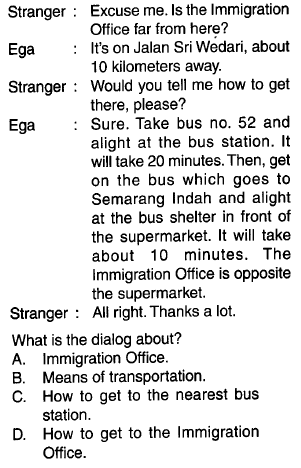 Stranger : Excuse me. Is the Immigration
Office far from here?
Ega : It's on Jalan Sri Wedari, about
10 kilometers away.
Stranger : Would you tell me how to get
there, please?
Ega : Sure. Take bus no. 52 and
alight at the bus station. It
will take 20 minutes. Then, get
on the bus which goes to
Semarang Indah and alight
at the bus shelter in front of
the supermarket. It will take
about 10 minutes. The
Immigration Office is opposite
the supermarket.
Stranger : All right. Thanks a lot.
What is the dialog about?
A. Immigration Office.
B. Means of transportation.
C. How to get to the nearest bus
station.
D. How to get to the Immigration
Office.